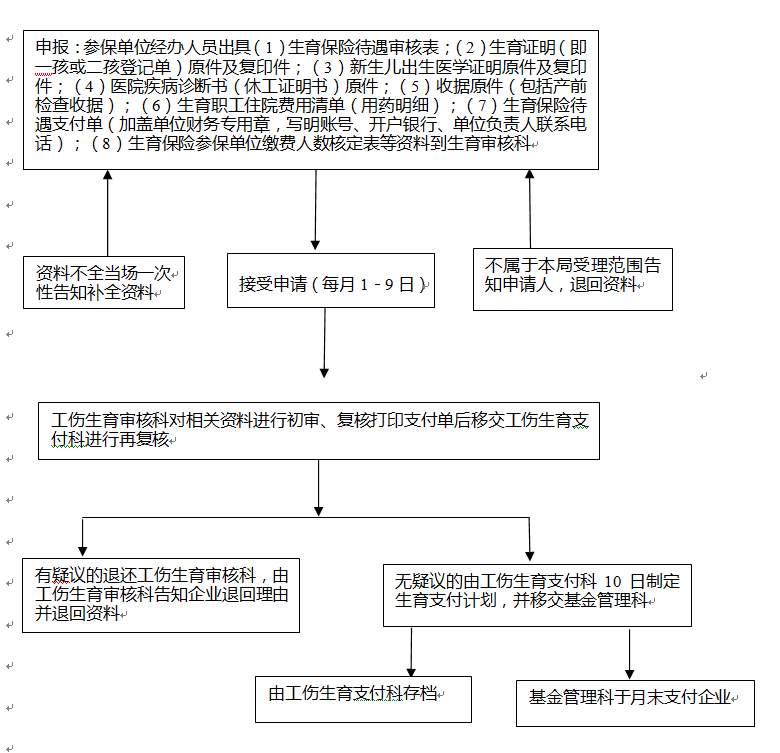 申报：参保单位经办人员出具（1）生育保险待遇审核表；（2）生育证明（即
一孩或二孩登记单）原件及复印件；（3）新生儿出生医学证明原件及复印
件；（4）医院疾病诊断书（休工证明书）原件；（5）收据原件（包括产前
检查收据）；（6）生育职工住院费用清单（用药明细）；（7）生育保险待
遇支付单（加盖单位财务专用章，写明账号、开户银行、单位负责人联系电
话）；（8）生育保险参保单位缴费人数核定表等资料到生育审核科
资料不全当场一次
性告知补全资料
接受申请（每月1－9日）
不属于本局受理范围告
知申请人，退回资料
工伤生育审核科对相关资料进行初审、复核打印支付单后移交工伤生育支
付科进行再复核
有疑议的退还工伤生育审核科，由
工伤生育审核科告知企业退回理由
并退回资料
无疑议的由工伤生育支付科 10 日制定
生育支付计划，并移交基金管理科
由工伤生育支付科存档
基金管理科于月末支付企业